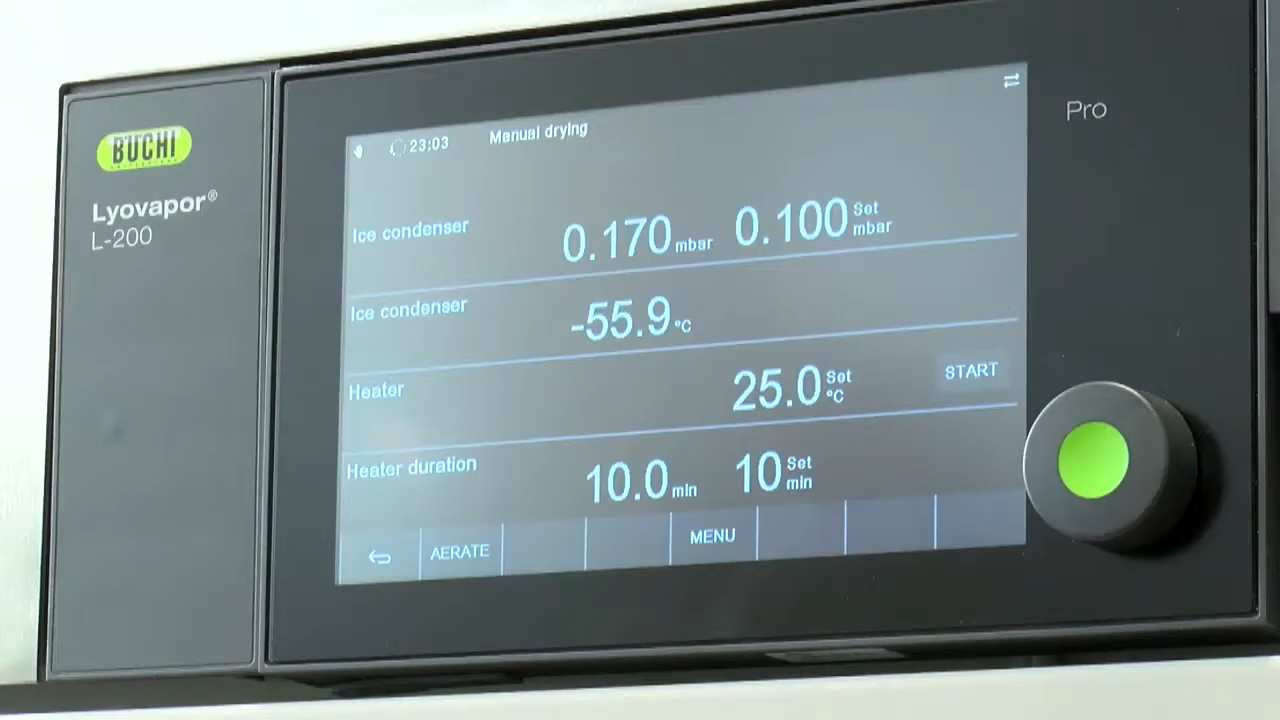 BÜCHI
Lyovapor®
L-200
Pro
23:03 Manual drying
Ice condenser 0.170 mbar 0.100 Set mbar
Ice condenser -55.9 °C
Heater 25.0 Set °C START
Heater duration 10.0 min 10 Set min
AERATE MENU